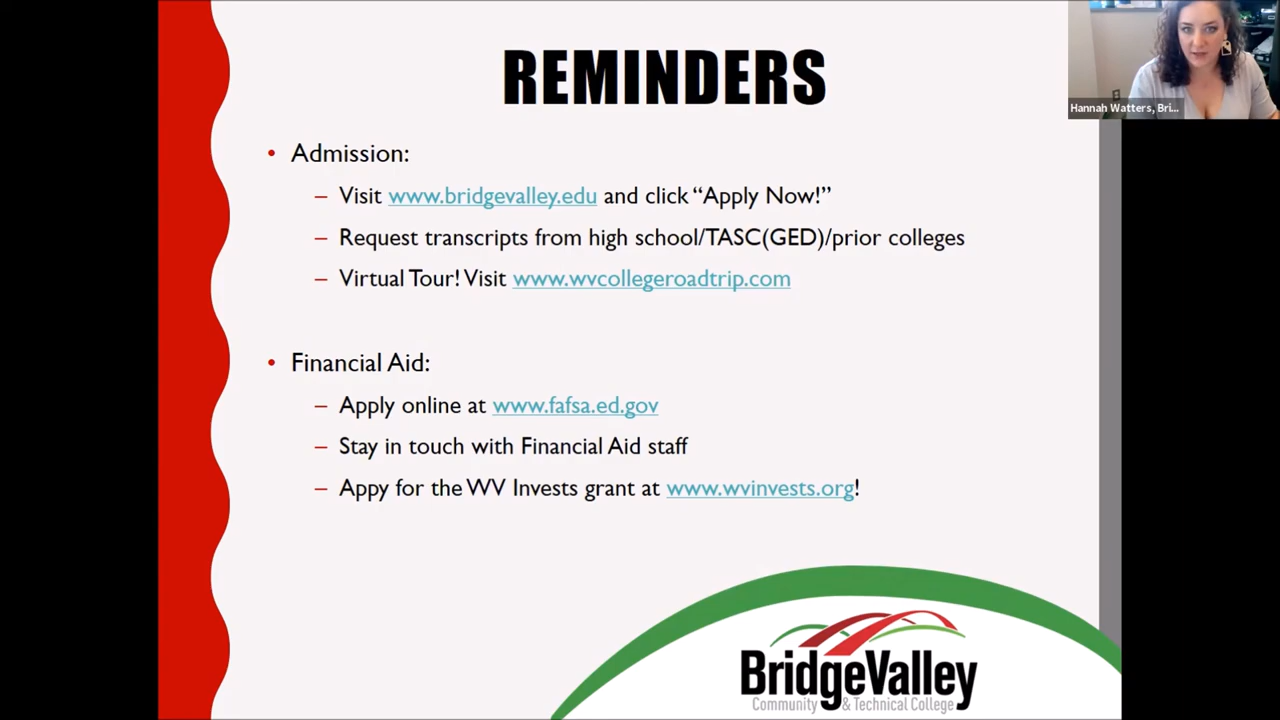 REMINDERS
Hannah Watters, Bri...
• Admission:
– Visit www.bridgevalley.edu and click “Apply Now!”
– Request transcripts from high school/TASC(GED)/prior colleges
– Virtual Tour! Visit www.wvcollegeroadtrip.com
• Financial Aid:
– Apply online at www.fafsa.ed.gov
– Stay in touch with Financial Aid staff
– Appy for the WV Invests grant at www.wvinvests.org!
BridgeValley
Community & Technical College